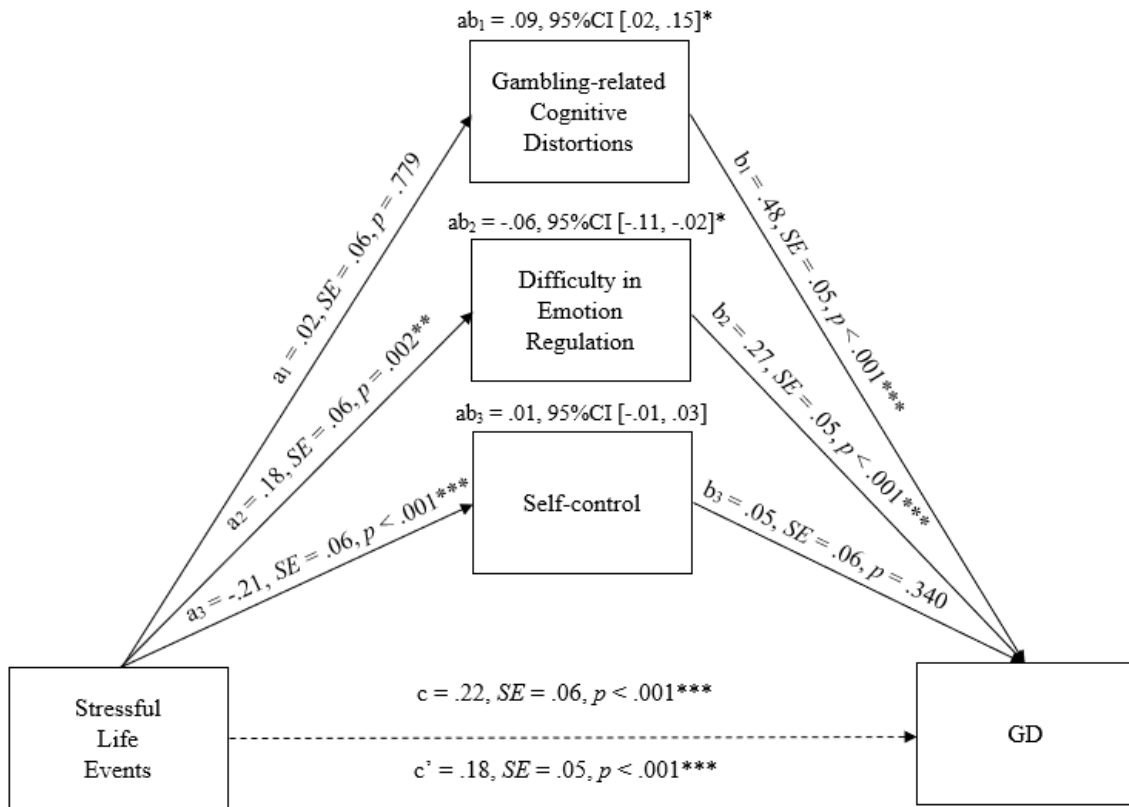 ab₁ = .09, 95%CI [.02, .15]*
Gambling-related
Cognitive
Distortions
a₁ = .02, SE = .06, p = .779
b₁ = .48, SE = .05, p < .001***
ab₂ = -.06, 95%CI [-.11, -.02]*
Difficulty in
Emotion
Regulation
a₂ = .18, SE = .06, p = .002**
b₂ = .27, SE = .05, p < .001***
ab₃ = .01, 95%CI [-.01, .03]
Self-control
a₃ = -.21, SE = .06, p < .001***
b₃ = .05, SE = .06, p = .340
Stressful
Life
Events
c = .22, SE = .06, p < .001***
c’ = .18, SE = .05, p < .001***
GD